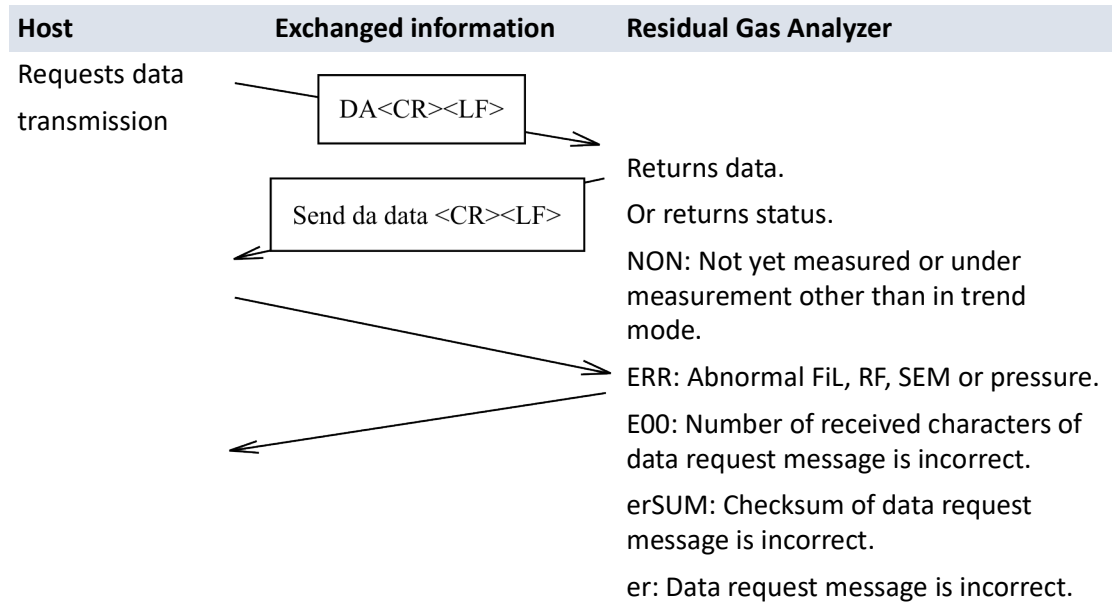 Host Exchanged information Residual Gas Analyzer
Requests data
transmission
DA<CR><LF>
Returns data.
Send da data <CR><LF>
Or returns status.
NON: Not yet measured or under
measurement other than in trend
mode.
ERR: Abnormal FiL, RF, SEM or pressure.
E00: Number of received characters of
data request message is incorrect.
erSUM: Checksum of data request
message is incorrect.
er: Data request message is incorrect.